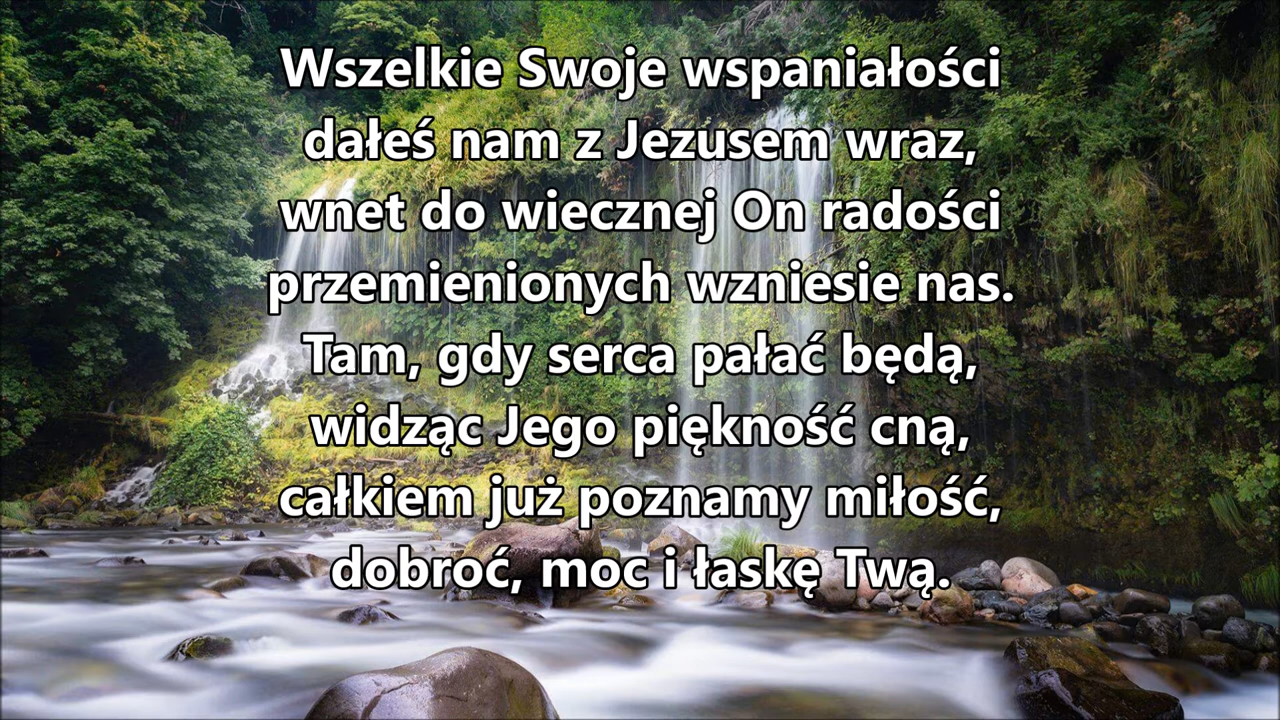 Wszelkie Swoje wspaniałości
dałeś nam z Jezusem wraz,
wnet do wiecznej On radości
przemienionych wzniesie nas.
Tam, gdy serca pałać będą,
widząc Jego piękność cną,
całkiem już poznamy miłość,
dobroć, moc i łaskę Twą.